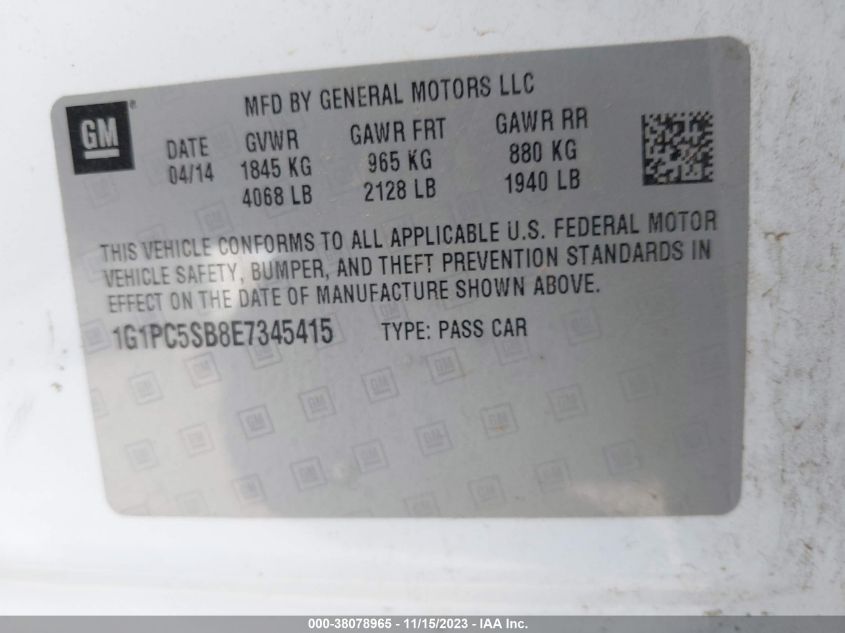 GM
®
MFD BY GENERAL MOTORS LLC
DATE GVWR GAWR FRT GAWR RR
04/14 1845 KG 965 KG 880 KG
4068 LB 2128 LB 1940 LB
THIS VEHICLE CONFORMS TO ALL APPLICABLE U.S. FEDERAL MOTOR
VEHICLE SAFETY, BUMPER, AND THEFT PREVENTION STANDARDS IN
EFFECT ON THE DATE OF MANUFACTURE SHOWN ABOVE.
1G1PC5SB8E7345415 TYPE: PASS CAR
000-38078965 - 11/15/2023 - IAA Inc.